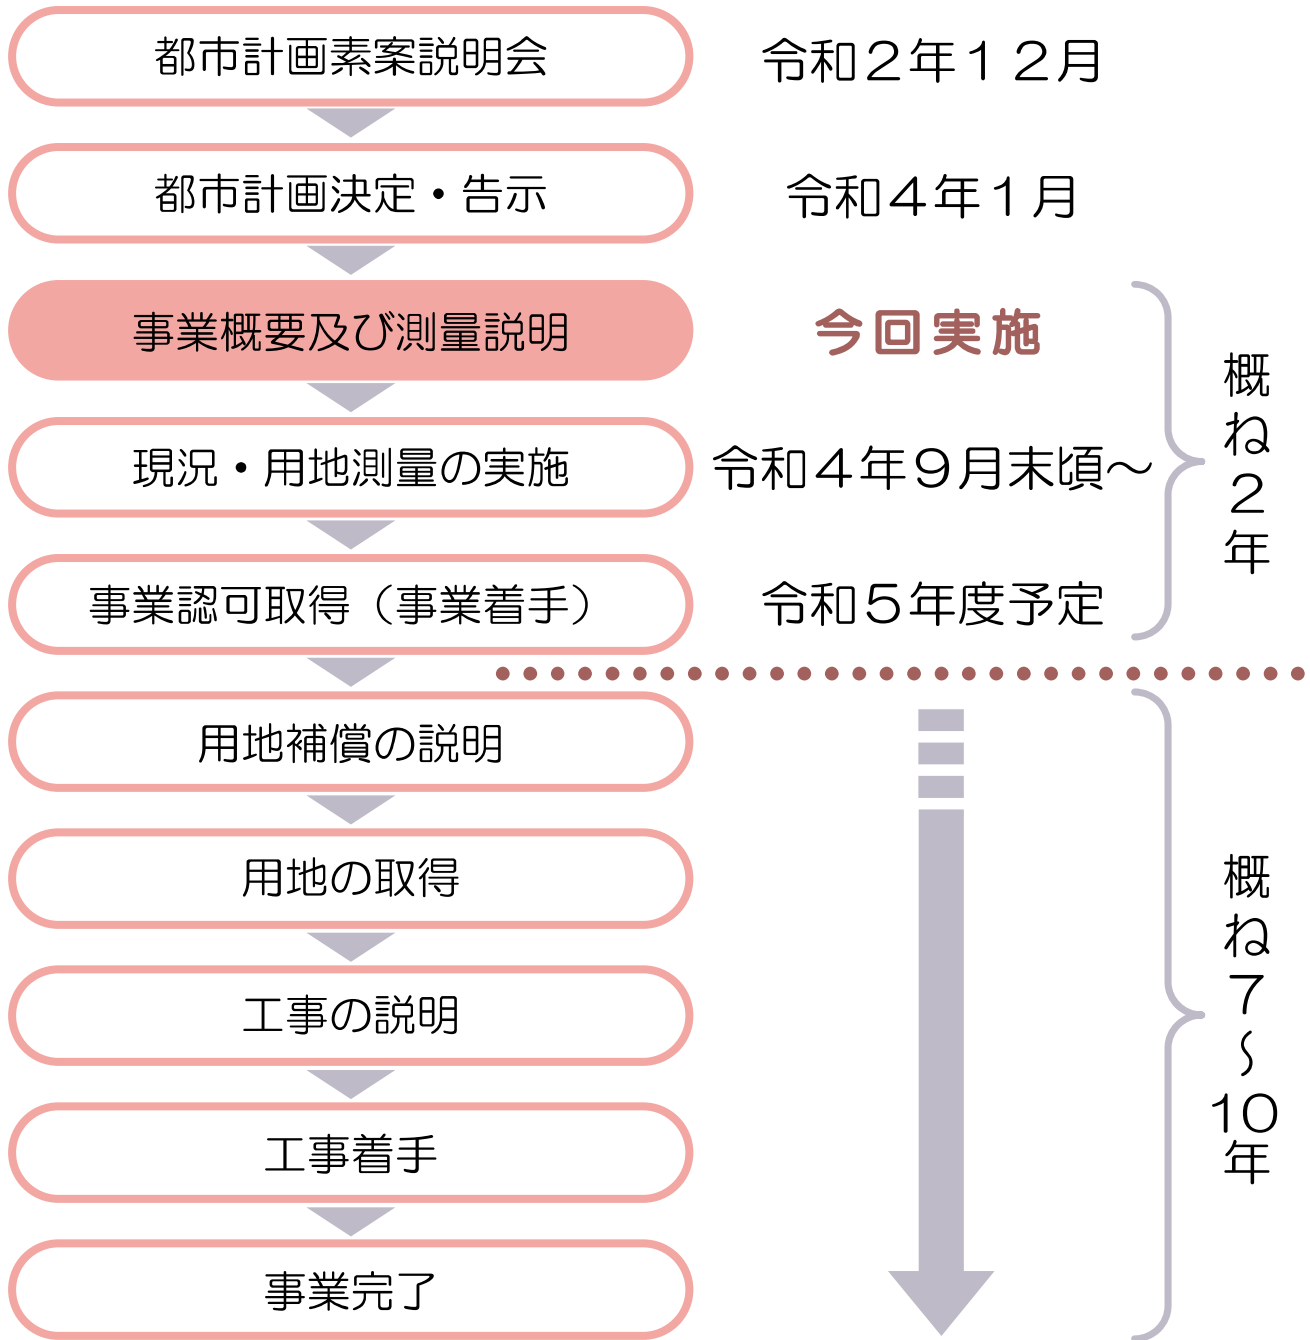 都市計画素案説明会
令和２年１２月
都市計画決定・告示
令和４年１月
事業概要及び測量説明
今回実施
現況・用地測量の実施
令和４年９月末頃～
事業認可取得（事業着手）
令和５年度予定
概ね２年
用地補償の説明
用地の取得
工事の説明
工事着手
事業完了
概ね７～10年